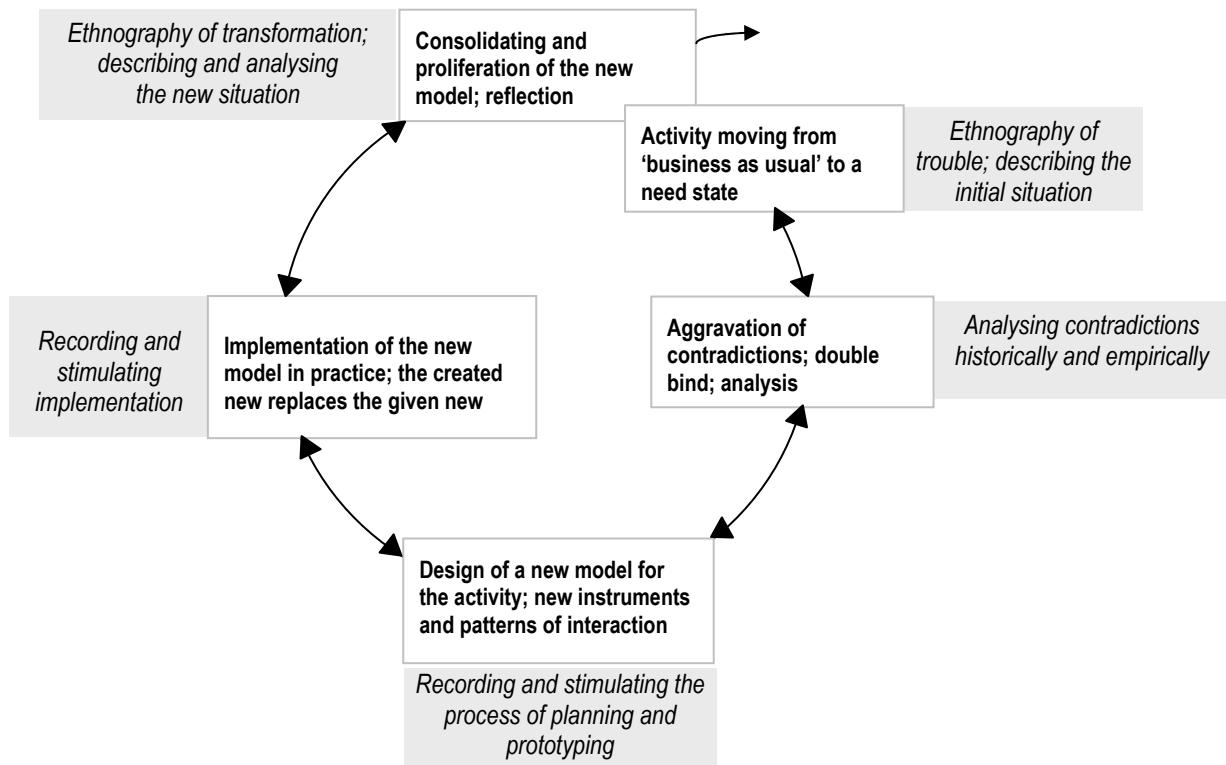 Ethnography of transformation;
describing and analysing
the new situation
Consolidating and
proliferation of the new
model; reflection
Activity moving from
‘business as usual’ to a
need state
Ethnography of
trouble; describing the
initial situation
Recording and
stimulating
implementation
Implementation of the new
model in practice; the created
new replaces the given new
Aggravation of
contradictions; double
bind; analysis
Analysing contradictions
historically and empirically
Design of a new model for
the activity; new instruments
and patterns of interaction
Recording and stimulating the
process of planning and
prototyping